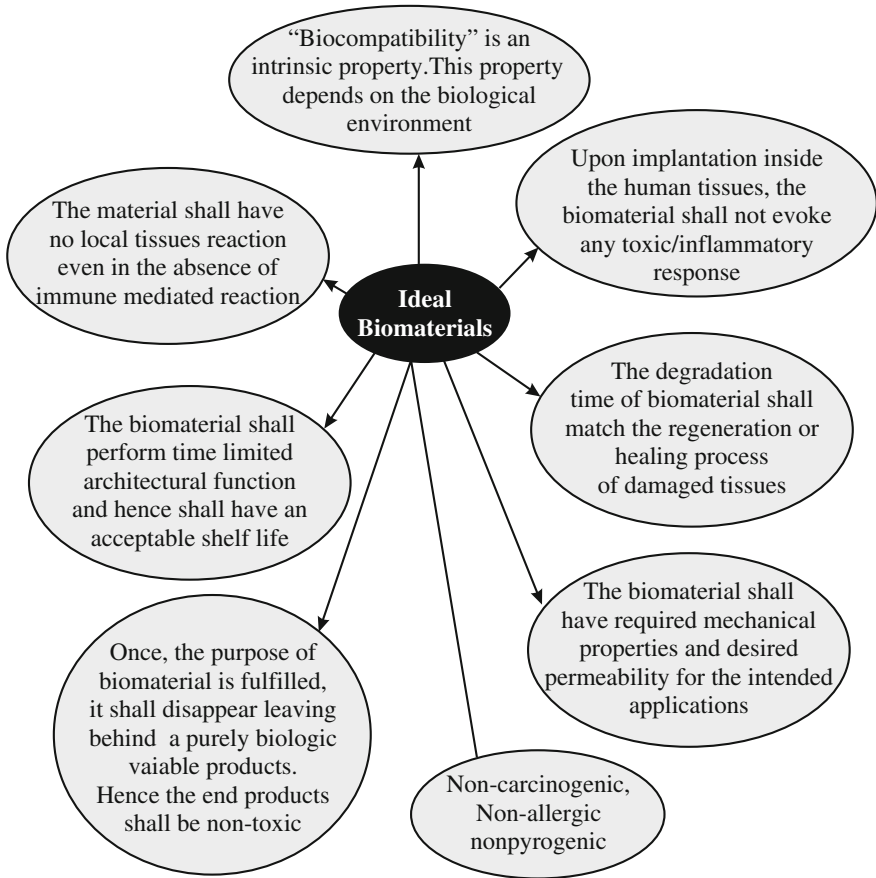 “Biocompatibility” is an
intrinsic property.This property
depends on the biological
environment
Upon implantation inside
the human tissues, the
biomaterial shall not evoke
any toxic/inflammatory
response
The material shall have
no local tissues reaction
even in the absence of
immune mediated reaction
Ideal
Biomaterials
The degradation
time of biomaterial shall
match the regeneration or
healing process
of damaged tissues
The biomaterial shall
perform time limited
architectural function
and hence shall have an
acceptable shelf life
The biomaterial shall
have required mechanical
properties and desired
permeability for the intended
applications
Once, the purpose of
biomaterial is fulfilled,
it shall disappear leaving
behind a purely biologic
vaiable products.
Hence the end products
shall be non-toxic
Non-carcinogenic,
Non-allergic
nonpyrogenic